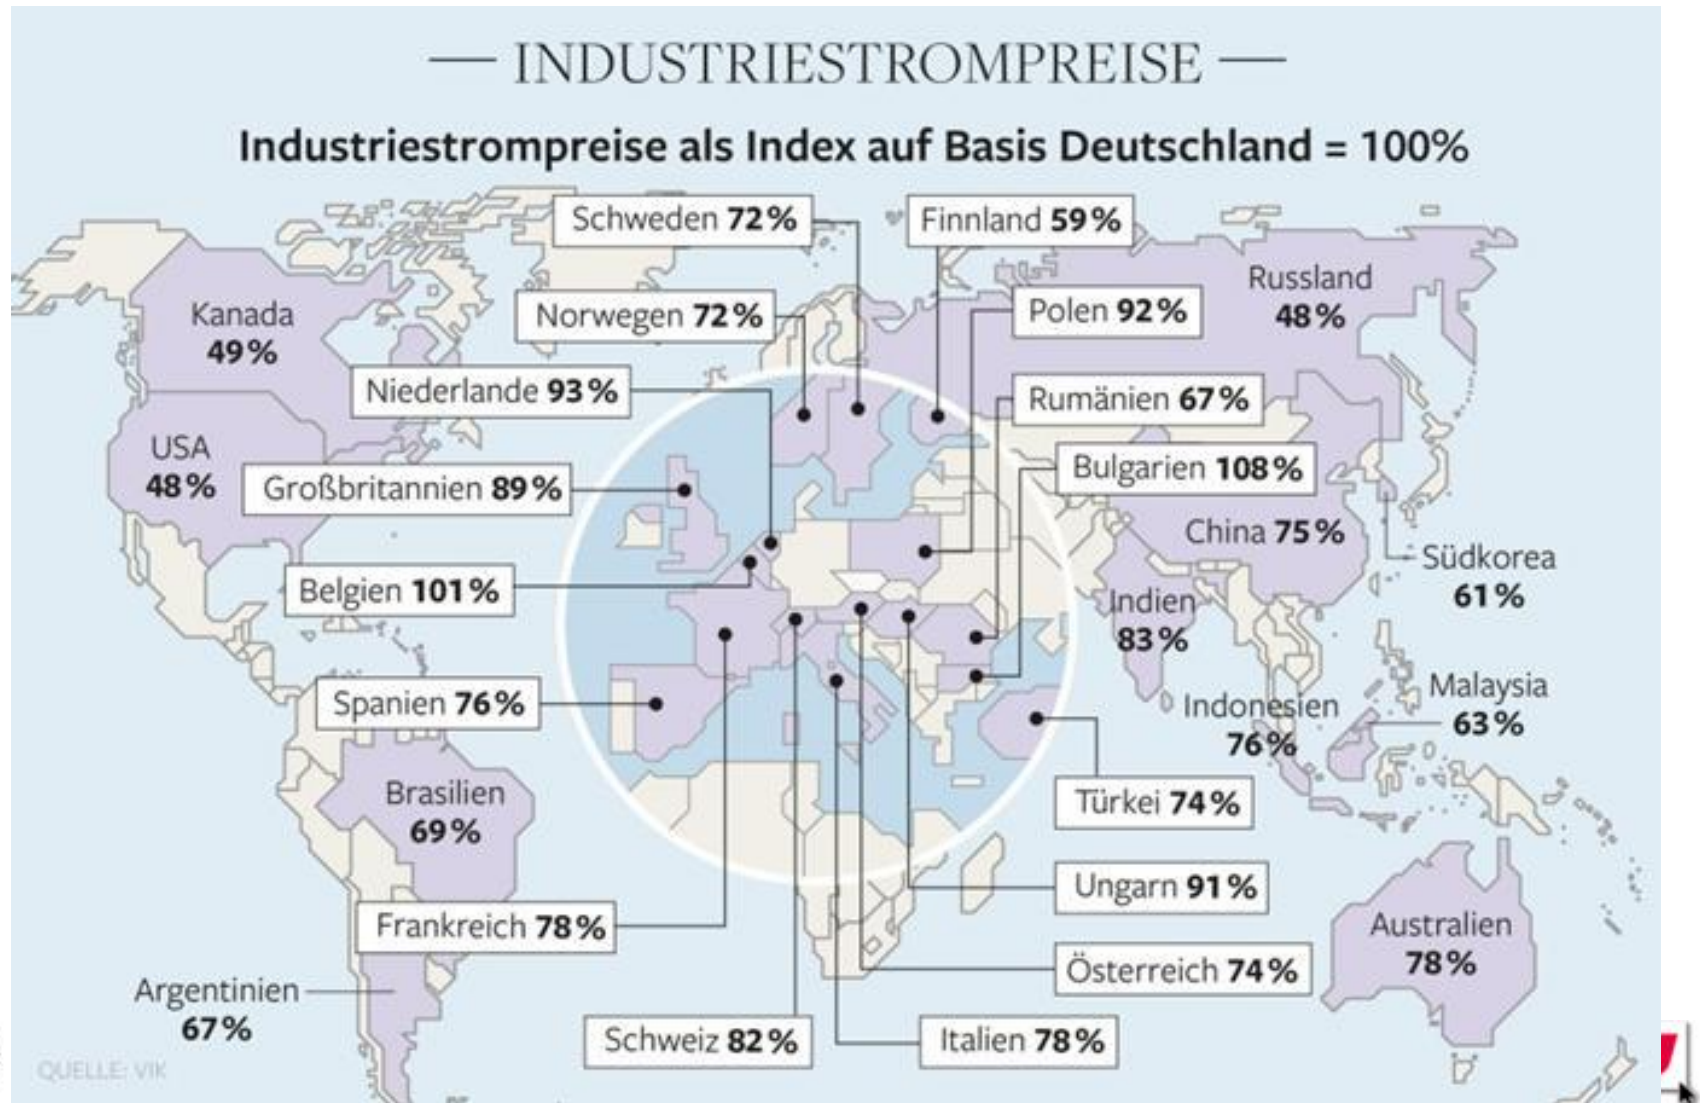 INDUSTRIESTROMPREISE
Industriestrompreise als Index auf Basis Deutschland = 100%
Schweden 72%
Finnland 59%
Russland
48%
Kanada
49%
Norwegen 72%
Polen 92%
Niederlande 93%
Rumänien 67%
USA
48%
Großbritannien 89%
Bulgarien 108%
China 75%
Südkorea
61%
Belgien 101%
Indien
83%
Spanien 76%
Indonesien
76%
Malaysia
63%
Brasilien
69%
Türkei 74%
Ungarn 91%
Frankreich 78%
Australien
78%
Österreich 74%
Argentinien
67%
Schweiz 82%
Italien 78%
QUELLE: VIK